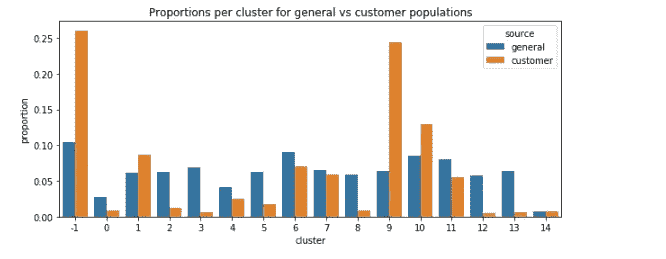 Proportions per cluster for general vs customer populations
source
general
customer
0.25
0.20
0.15
0.10
0.05
0.00
proportion
-1 0 1 2 3 4 5 6 7 8 9 10 11 12 13 14
cluster